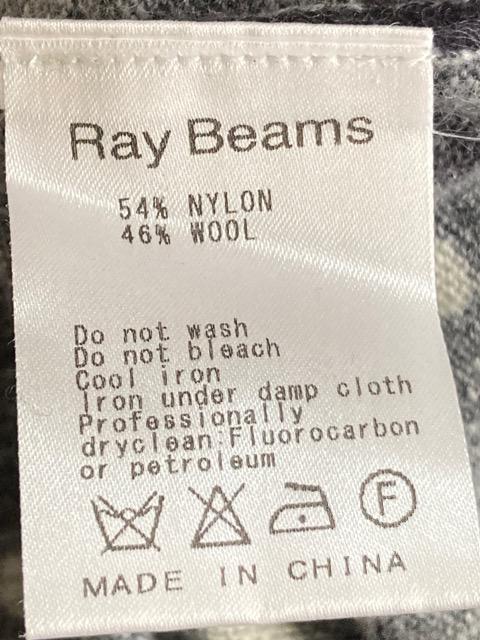 Ray Beams
54% NYLON
46% WOOL
Do not wash
Do not bleach
Cool iron
Iron under damp cloth
Professionally
dryclean:Fluorocarbon
or petroleum
F
MADE IN CHINA